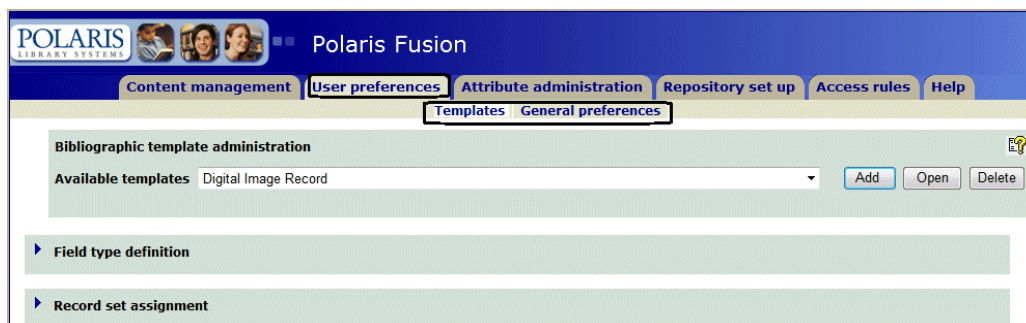 POLARIS
LIBRARY SYSTEMS
Polaris Fusion
Content management User preferences Attribute administration Repository set up Access rules Help
Templates General preferences
Bibliographic template administration
Available templates Digital Image Record Add Open Delete
Field type definition
Record set assignment